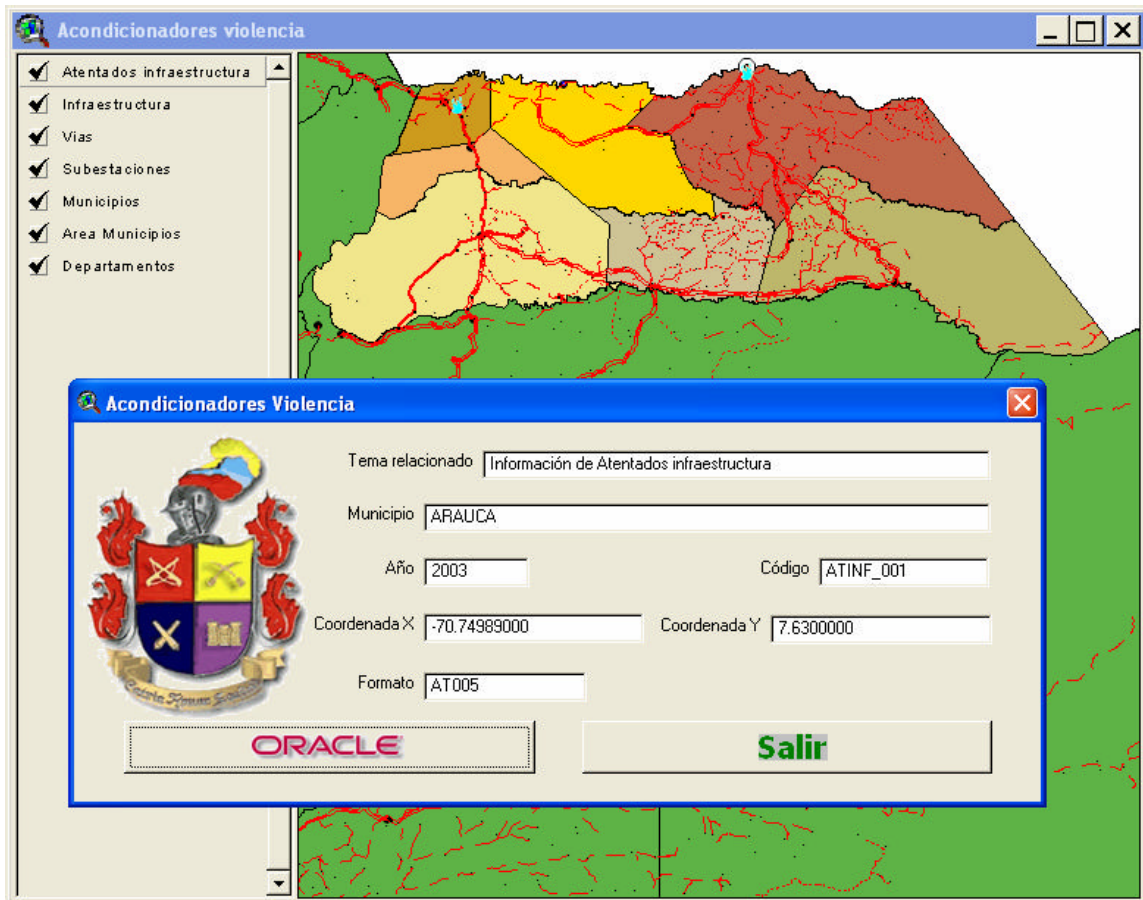 Acondicionadores violencia
Atentados infraestructura
Infraestructura
Vias
Subestaciones
Municipios
Area Municipios
Departamentos
Acondicionadores Violencia
Tema relacionado Información de Atentados infraestructura
Municipio ARAUCA
Año 2003 Código ATINF_001
Coordenada X -70.74989000 Coordenada Y 7.6300000
Formato AT005
ORACLE Salir